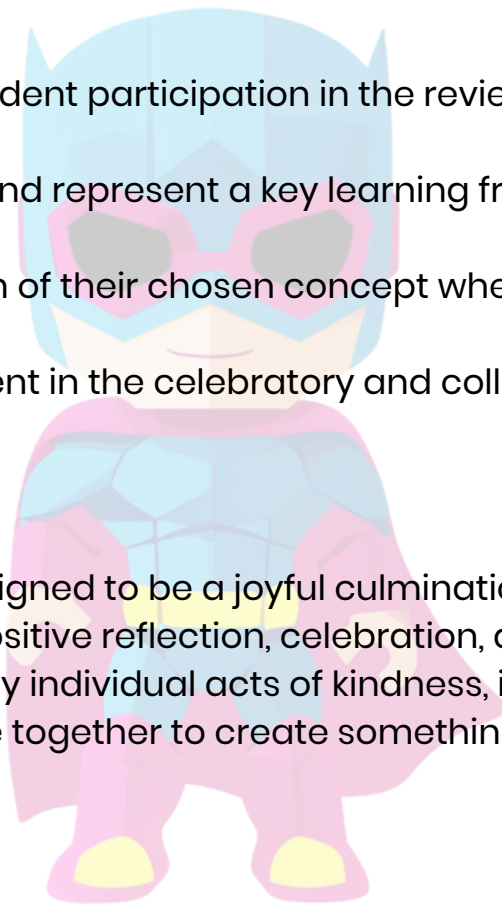 dent participation in the revie
nd represent a key learning fr
n of their chosen concept whe
ent in the celebratory and coll
igned to be a joyful culminatio
ositive reflection, celebration,
y individual acts of kindness, i
e together to create somethin